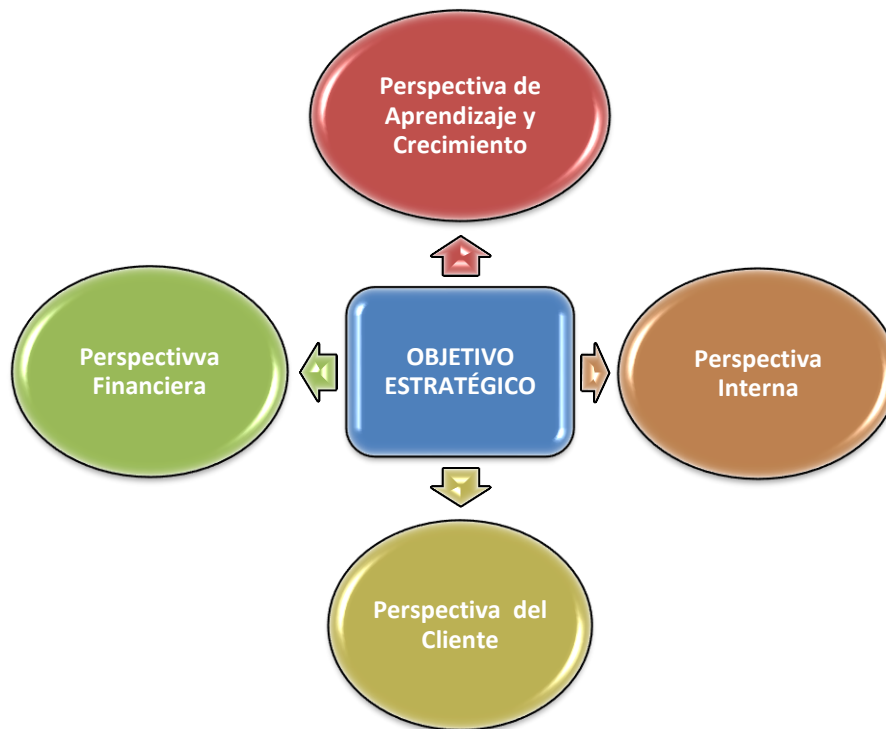 Perspectiva de
Aprendizaje y
Crecimiento
Perspectivva
Financiera
OBJETIVO
ESTRATÉGICO
Perspectiva
Interna
Perspectiva  del
Cliente